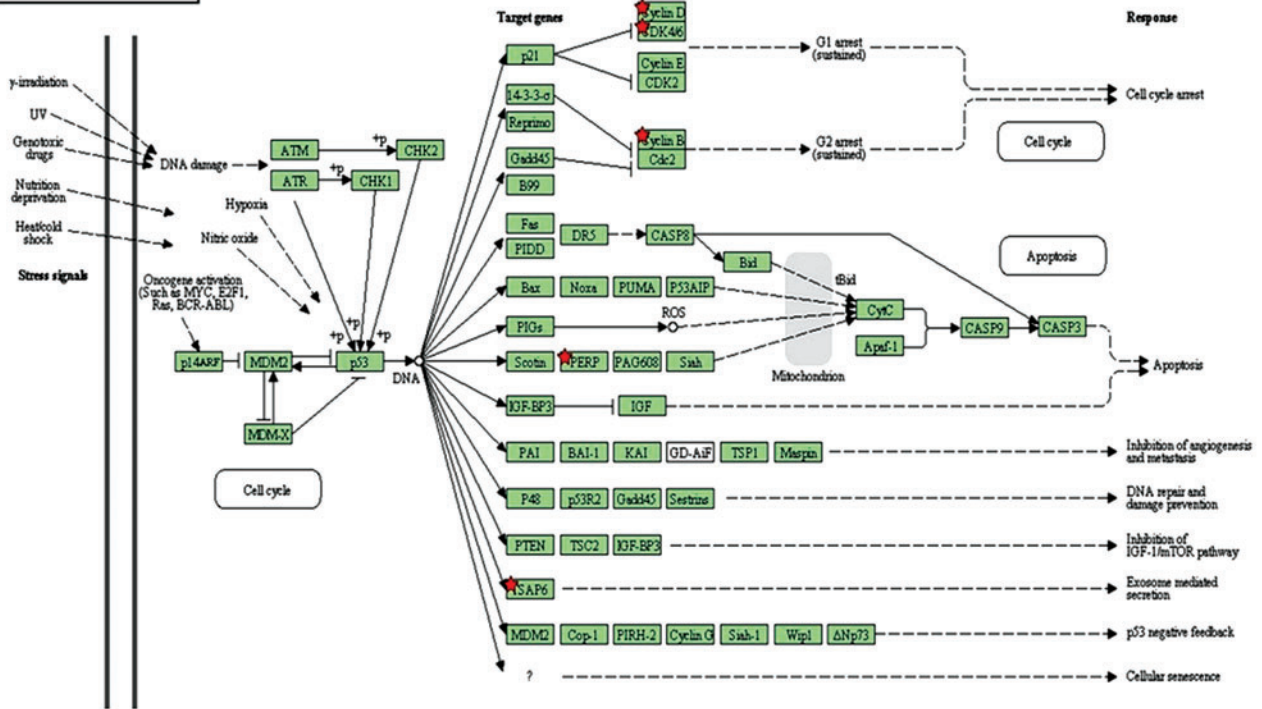 Target genes
Response
Cyclin D
CDK4/6
p21
Cyclin E
CDK2
G1 arrest
(sustained)
Cell cycle arrest
14-3-3-σ
Reprimo
Cyclin B
Cdc2
G2 arrest
(sustained)
Cell cycle
Gadd45
B99
γ-irradiation
UV
Genotoxic
drugs
Nutrition
deprivation
Heat/cold
shock
Stress signals
DNA damage
ATM
+p
CHK2
ATR
+p
CHK1
Hypoxia
Nitric oxide
Oncogene activation
(Such as MYC, E2F1,
Ras, BCR-ABL)
+p
+p
+p
p14ARF
MDM2
p53
DNA
MDM-X
Cell cycle
Fas
PIDD
DR5
CASP8
Bid
tBid
Apoptosis
Bax
Noxa
PUMA
P53AIP
CytC
PIGs
ROS
CASP9
CASP3
Apaf-1
Scotin
PERP
PAG608
Siah
Mitochondrion
Apoptosis
IGF-BP3
IGF
PAI
BAI-1
KAI
GD-AiF
TSP1
Maspin
Inhibition of angiogenesis
and metastasis
P48
p53R2
Gadd45
Sestrins
DNA repair and
damage prevention
PTEN
TSC2
IGF-BP3
Inhibition of
IGF-1/mTOR pathway
TSAP6
Exosome mediated
secretion
MDM2
Cop-1
PIRH-2
Cyclin G
Siah-1
Wip1
ΔNp73
p53 negative feedback
?
Cellular senescence